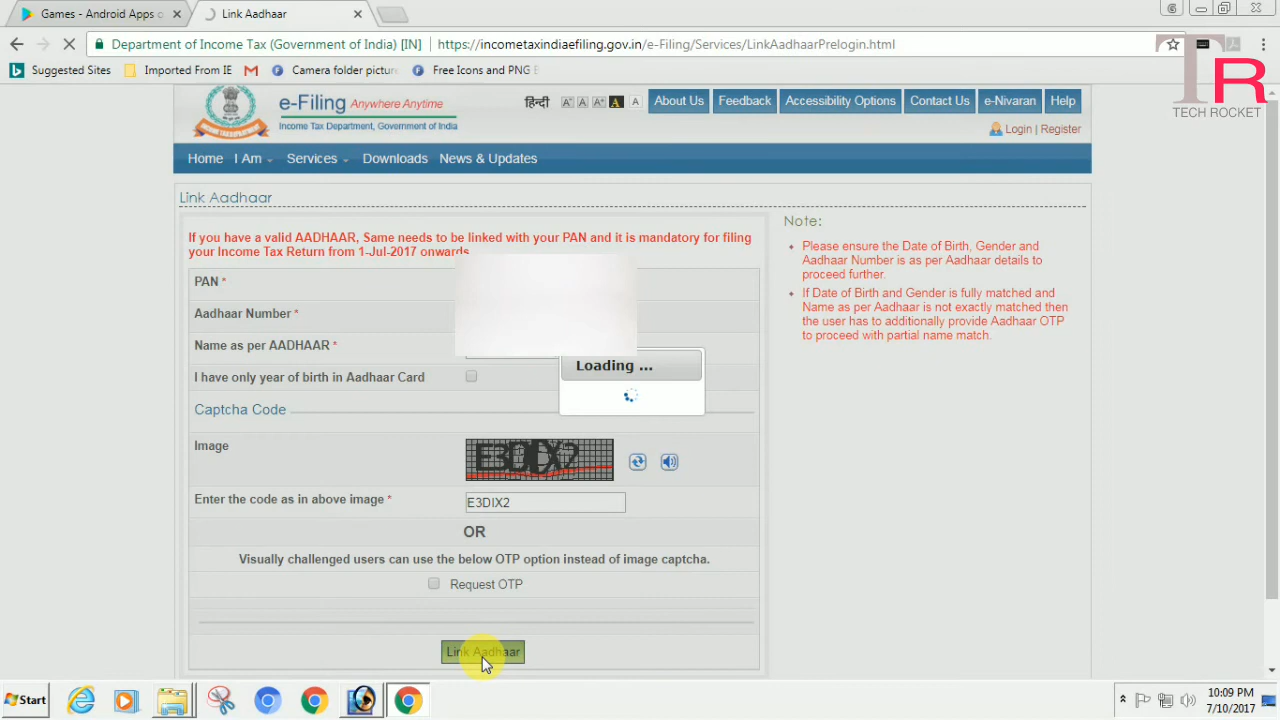 Games - Android Apps o
Link Aadhaar
Department of Income Tax (Government of India) [IN]
https://incometaxindiaefiling.gov.in/e-Filing/Services/LinkAadhaarPrelogin.html
Suggested Sites
Imported From IE
Camera folder pictur
Free Icons and PNG
TR
TECH ROCKET
e-Filing Anywhere Anytime
Income Tax Department, Government of India
हिन्दी A A A A A
About Us
Feedback
Accessibility Options
Contact Us
e-Nivaran
Help
Login | Register
Home
I Am
Services
Downloads
News & Updates
Link Aadhaar
If you have a valid AADHAAR, Same needs to be linked with your PAN and it is mandatory for filing
your Income Tax Return from 1-Jul-2017 onwards
PAN *
Aadhaar Number *
Name as per AADHAAR *
I have only year of birth in Aadhaar Card
Loading ...
Captcha Code
Image
Enter the code as in above image *
E3DIX2
OR
Visually challenged users can use the below OTP option instead of image captcha.
Request OTP
Link Aadhaar
Note:
Please ensure the Date of Birth, Gender and
Aadhaar Number is as per Aadhaar details to
proceed further.
If Date of Birth and Gender is fully matched and
Name as per Aadhaar is not exactly matched then
the user has to additionally provide Aadhaar OTP
to proceed with partial name match.
Start
10:09 PM
7/10/2017